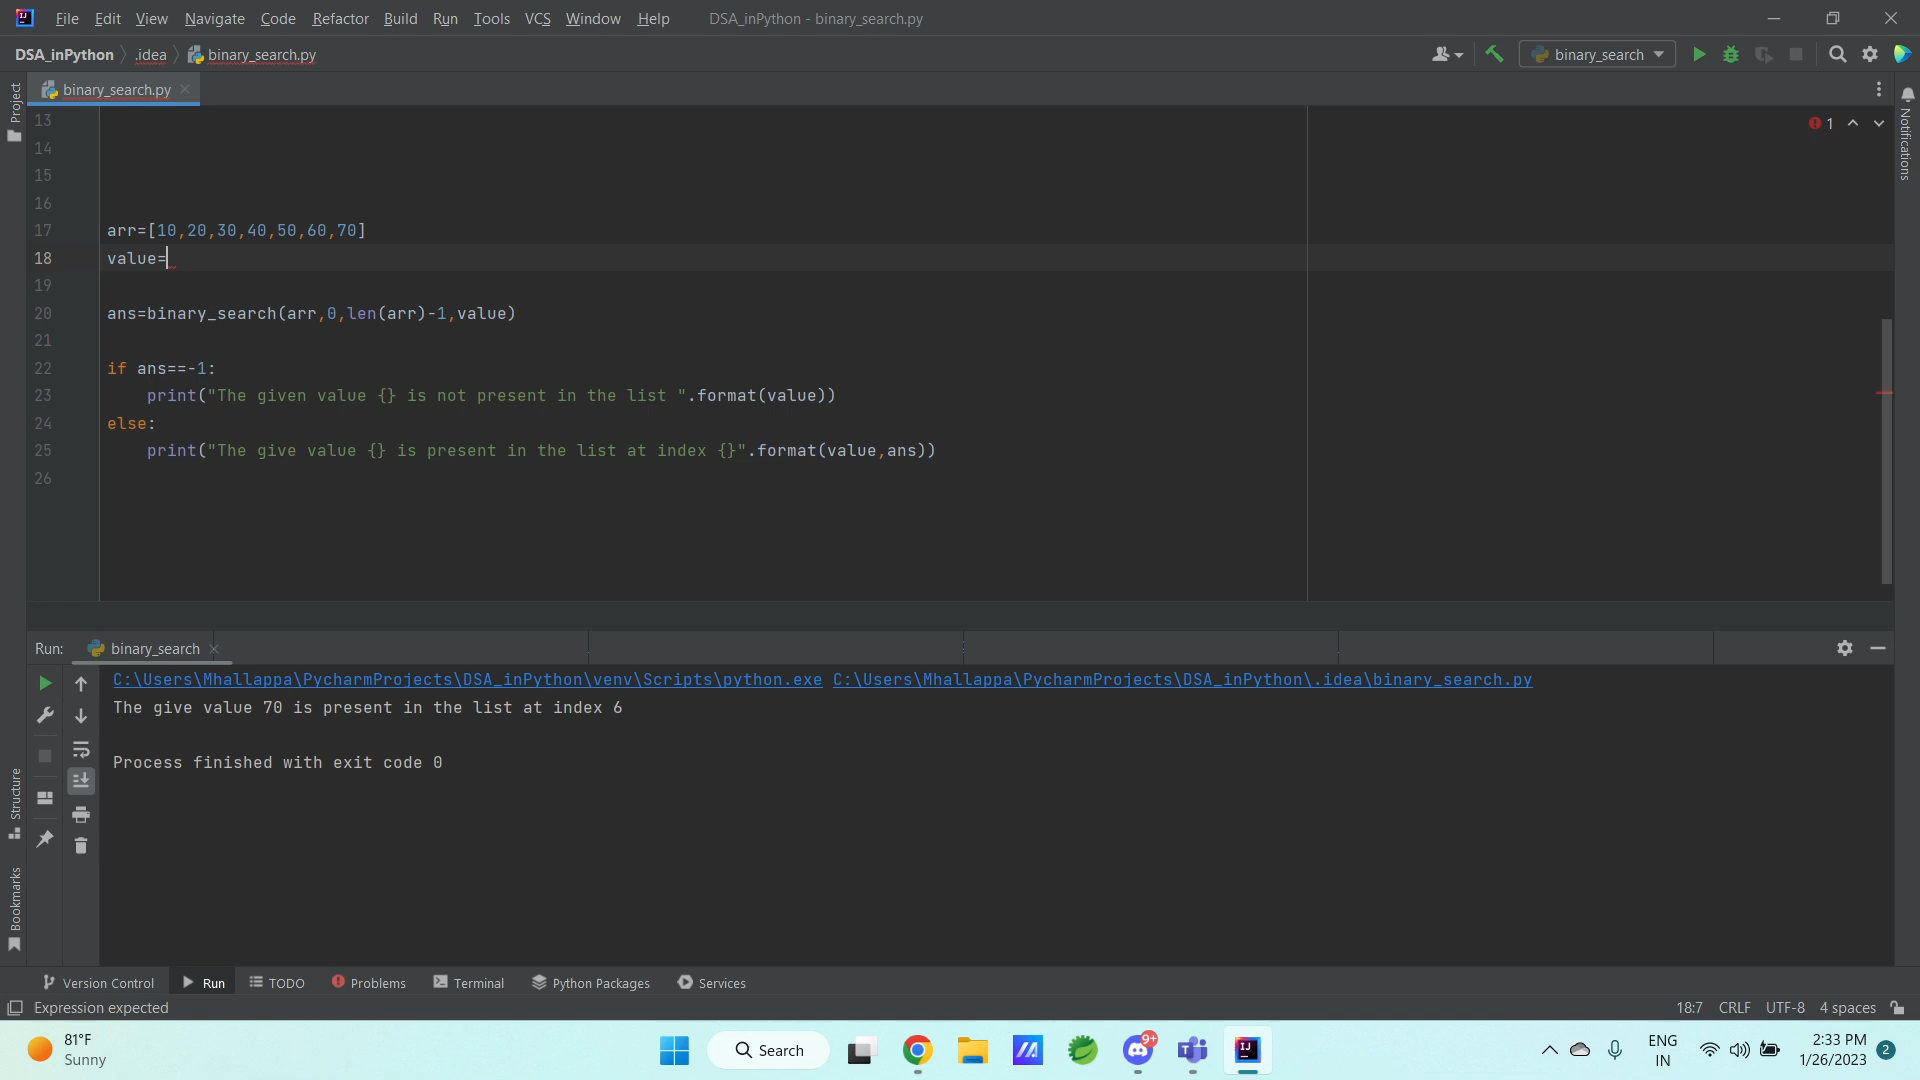 File Edit View Navigate Code Refactor Build Run Tools VCS Window Help DSA_inPython - binary_search.py
DSA_inPython .idea binary_search.py binary_search
binary_search.py
Project
Notifications
1
13
14
15
16
17 arr=[10,20,30,40,50,60,70]
18 value=
19
20 ans=binary_search(arr,0,len(arr)-1,value)
21
22 if ans==-1:
23 print("The given value {} is not present in the list ".format(value))
24 else:
25 print("The give value {} is present in the list at index {}".format(value,ans))
26
Run: binary_search
C:\Users\Mhallappa\PycharmProjects\DSA_inPython\venv\Scripts\python.exe C:\Users\Mhallappa\PycharmProjects\DSA_inPython\.idea\binary_search.py
The give value 70 is present in the list at index 6
Process finished with exit code 0
Structure
Bookmarks
Version Control Run TODO Problems Terminal Python Packages Services
Expression expected 18:7 CRLF UTF-8 4 spaces
81°F
Sunny
Search
9+
ENG
IN
2:33 PM
1/26/2023
2